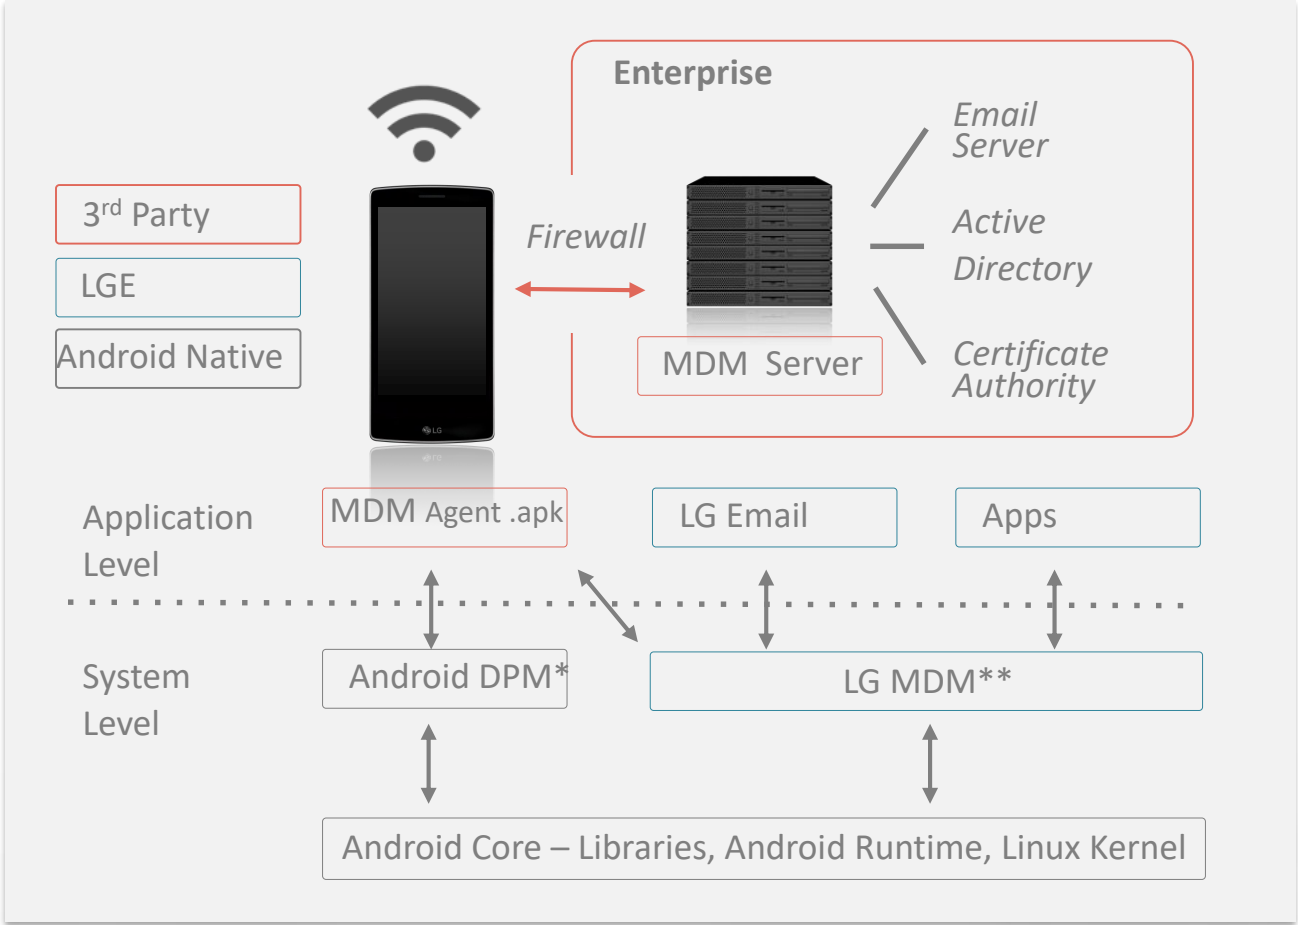 Enterprise
Email
Server
3rd Party
Firewall
Active
Directory
LGE
Android Native
MDM Server
Certificate
Authority
LG
Application
Level
MDM Agent .apk
LG Email
Apps
System
Level
Android DPM*
LG MDM**
Android Core – Libraries, Android Runtime, Linux Kernel